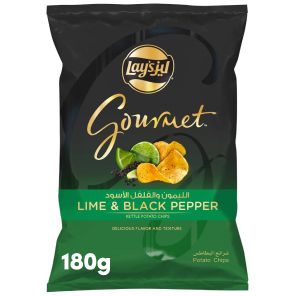 Lay's ليز
Gourmet
الليمون والفلفل الأسود
LIME & BLACK PEPPER
KETTLE POTATO CHIPS
DELICIOUS FLAVOR AND TEXTURE
180g
شرائح البطاطس
Potato Chips